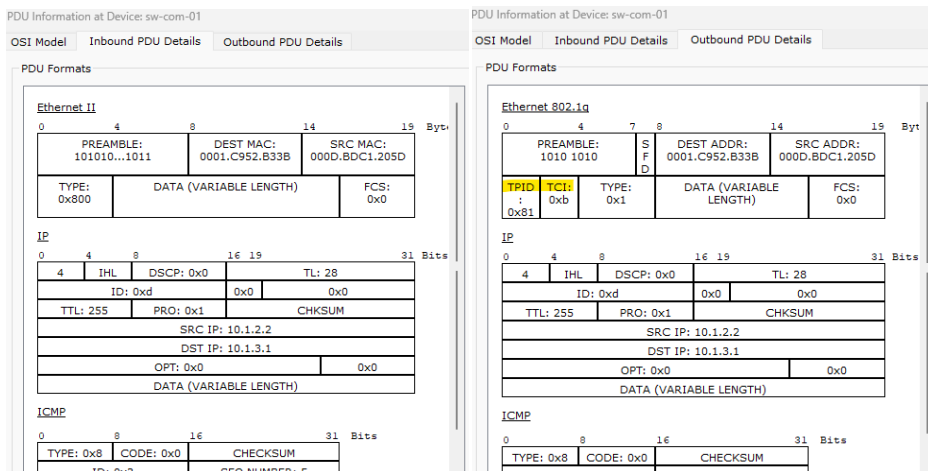 PDU Information at Device: sw-com-01
OSI Model Inbound PDU Details Outbound PDU Details
PDU Formats
Ethernet II
0 4 8 14 19 Byt
PREAMBLE: DEST MAC: SRC MAC:
101010...1011 0001.C952.B33B 000D.BDC1.205D
TYPE: DATA (VARIABLE LENGTH) FCS:
0x800 0x0
IP
0 4 8 16 19 31 Bits
4 IHL DSCP: 0x0 TL: 28
ID: 0xd 0x0 0x0
TTL: 255 PRO: 0x1 CHKSUM
SRC IP: 10.1.2.2
DST IP: 10.1.3.1
OPT: 0x0 0x0
DATA (VARIABLE LENGTH)
ICMP
0 8 16 31 Bits
TYPE: 0x8 CODE: 0x0 CHECKSUM
PDU Information at Device: sw-com-01
OSI Model Inbound PDU Details Outbound PDU Details
PDU Formats
Ethernet 802.1q
0 4 7 8 14 19 Byt
PREAMBLE: S DEST ADDR: SRC ADDR:
1010 1010 F 0001.C952.B33B 000D.BDC1.205D
D
TPID TCI: TYPE: DATA (VARIABLE FCS:
: 0xb 0x1 LENGTH) 0x0
0x81
IP
0 4 8 16 19 31 Bits
4 IHL DSCP: 0x0 TL: 28
ID: 0xd 0x0 0x0
TTL: 255 PRO: 0x1 CHKSUM
SRC IP: 10.1.2.2
DST IP: 10.1.3.1
OPT: 0x0 0x0
DATA (VARIABLE LENGTH)
ICMP
0 8 16 31 Bits
TYPE: 0x8 CODE: 0x0 CHECKSUM